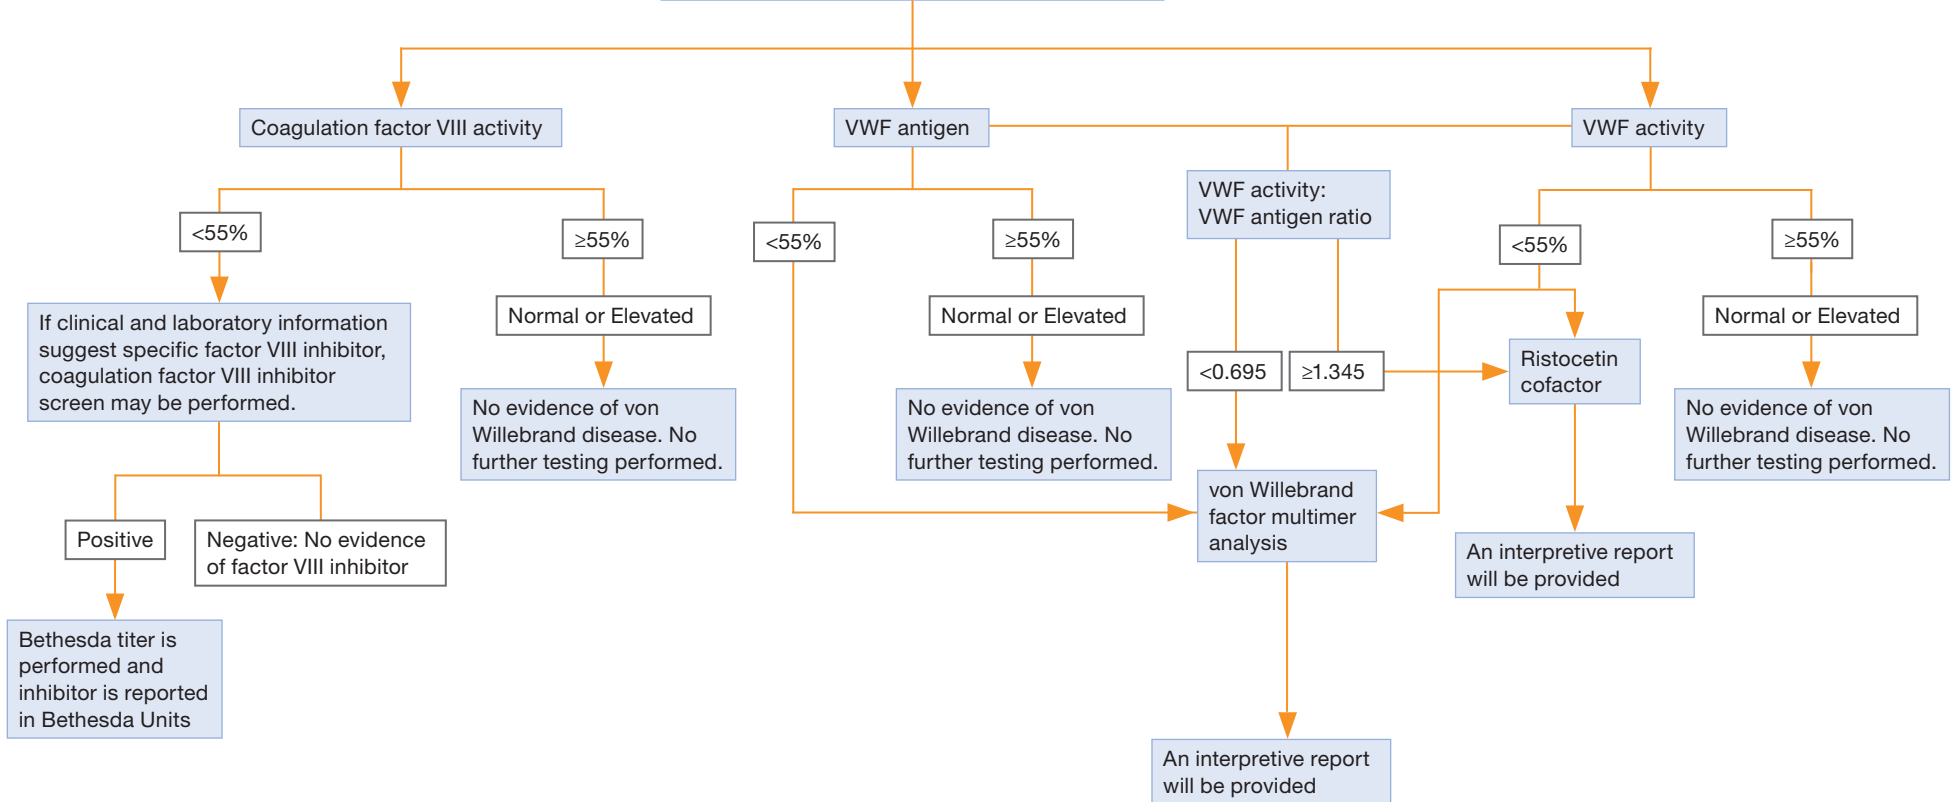 Coagulation factor VIII activity
VWF antigen
VWF activity
VWF activity:
VWF antigen ratio
<55%
≥55%
<55%
≥55%
<55%
≥55%
If clinical and laboratory information
suggest specific factor VIII inhibitor,
coagulation factor VIII inhibitor
screen may be performed.
Normal or Elevated
Normal or Elevated
Normal or Elevated
<0.695
≥1.345
Ristocetin
cofactor
No evidence of von
Willebrand disease. No
further testing performed.
No evidence of von
Willebrand disease. No
further testing performed.
No evidence of von
Willebrand disease. No
further testing performed.
von Willebrand
factor multimer
analysis
Positive
Negative: No evidence
of factor VIII inhibitor
An interpretive report
will be provided
Bethesda titer is
performed and
inhibitor is reported
in Bethesda Units
An interpretive report
will be provided